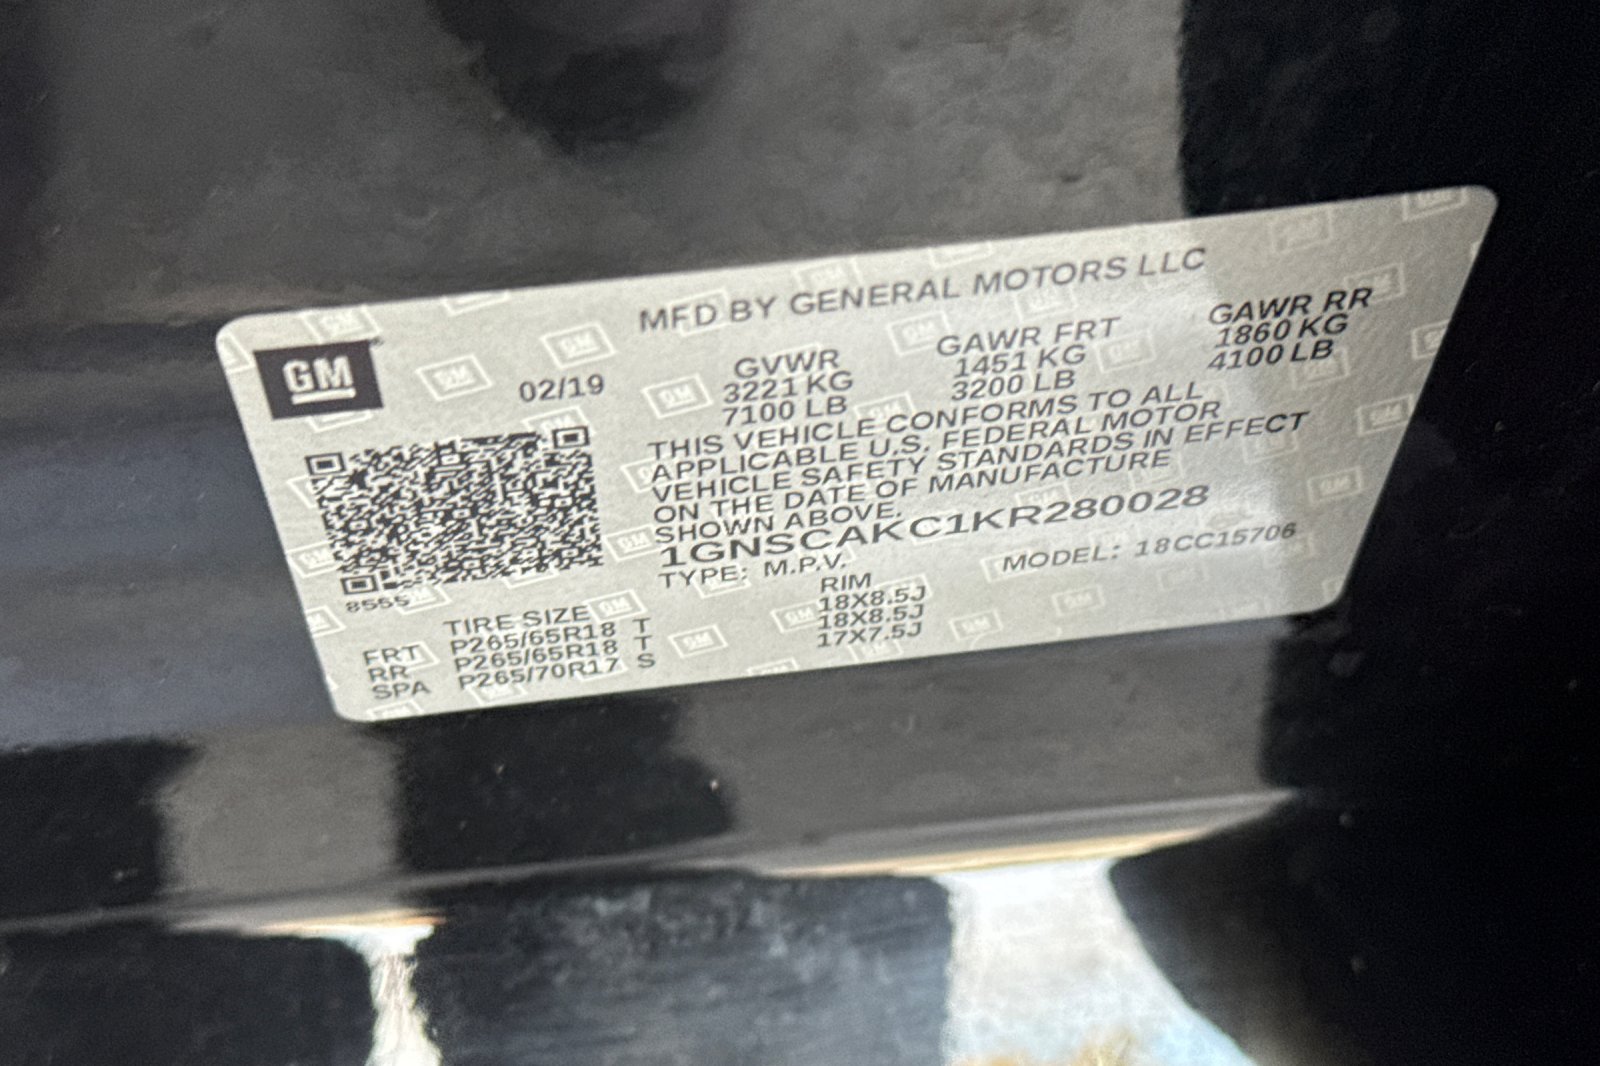 MFD BY GENERAL MOTORS LLC
GM
02/19
GVWR GAWR FRT GAWR RR
3221 KG 1451 KG 1860 KG
7100 LB 3200 LB 4100 LB
THIS VEHICLE CONFORMS TO ALL
APPLICABLE U.S. FEDERAL MOTOR
VEHICLE SAFETY STANDARDS IN EFFECT
ON THE DATE OF MANUFACTURE
SHOWN ABOVE.
1GNSCAKC1KR280028
TYPE: M.P.V. MODEL: 18CC15706
8555
TIRE SIZE RIM
FRT P265/65R18 T 18X8.5J
RR P265/65R18 T 18X8.5J
SPA P265/70R17 S 17X7.5J